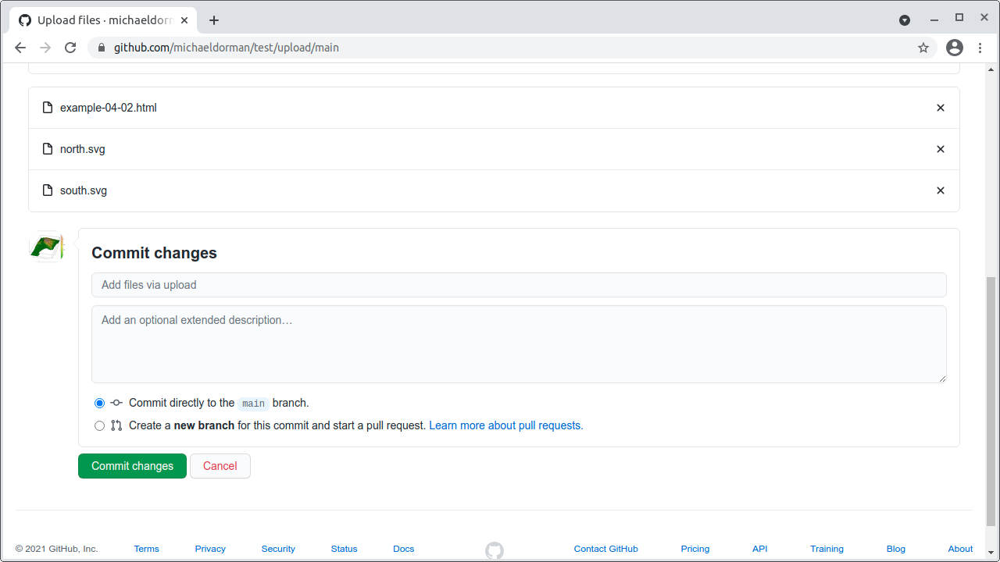 Upload files · michaeldorm
github.com/michaeldorman/test/upload/main
example-04-02.html
north.svg
south.svg
Commit changes
Add files via upload
Add an optional extended description…
Commit directly to the main branch.
Create a new branch for this commit and start a pull request. Learn more about pull requests.
Commit changes Cancel
© 2021 GitHub, Inc. Terms Privacy Security Status Docs Contact GitHub Pricing API Training Blog About